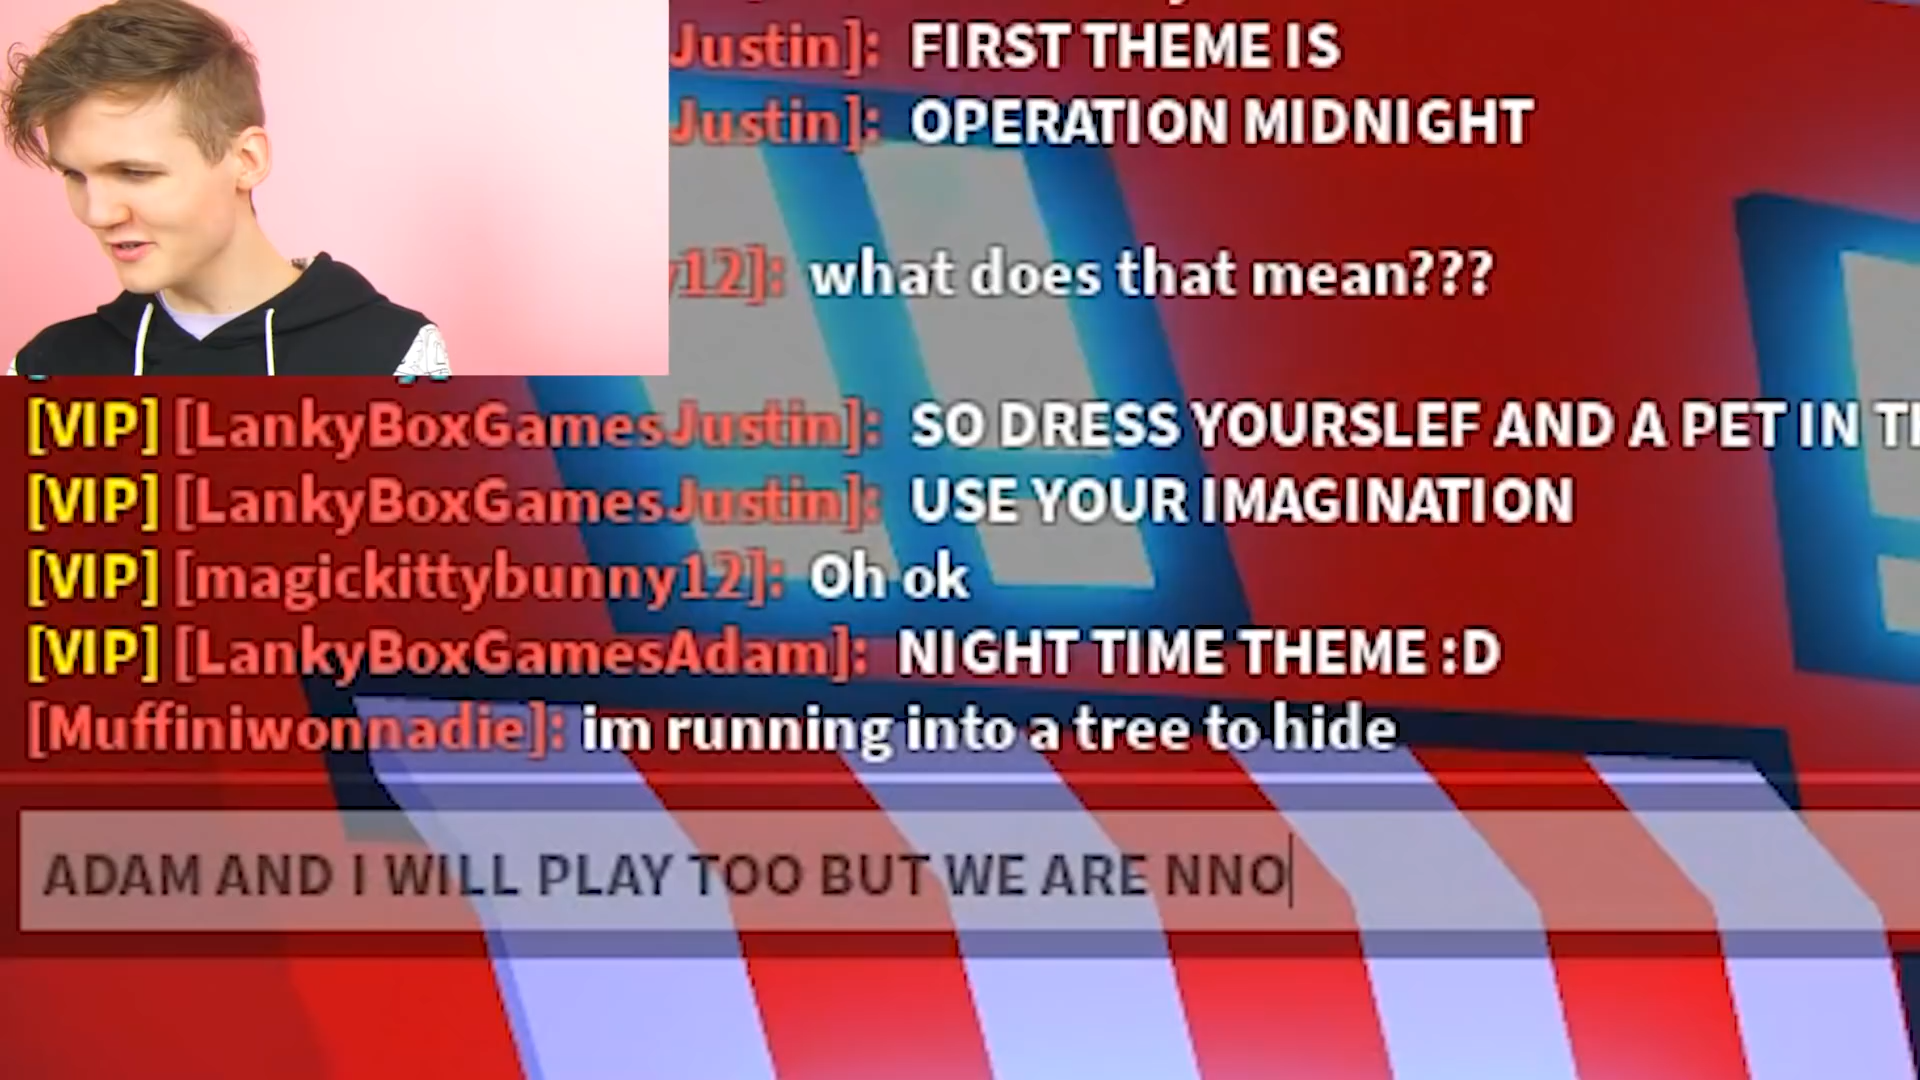 Justin]: FIRST THEME IS
Justin]: OPERATION MIDNIGHT
12]: what does that mean???
[VIP] [LankyBoxGamesJustin]: SO DRESS YOURSLEF AND A PET IN
[VIP] [LankyBoxGamesJustin]: USE YOUR IMAGINATION
[VIP] [magickittybunny12]: Oh ok
[VIP] [LankyBoxGamesAdam]: NIGHT TIME THEME :D
[Muffiniwonnadie]: im running into a tree to hide
ADAM AND I WILL PLAY TOO BUT WE ARE NNO